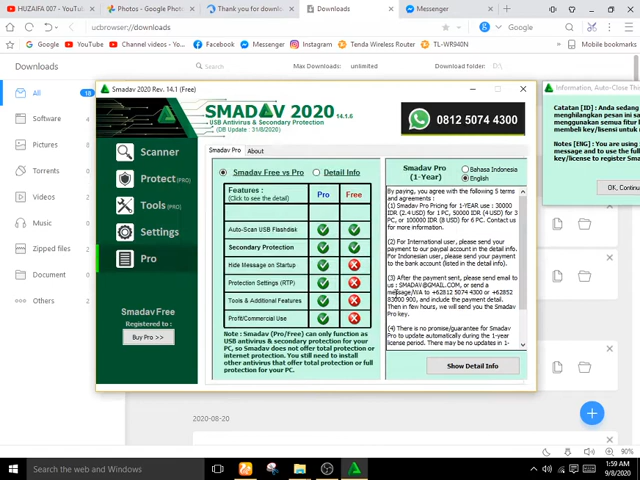 HUZAIFA 007 - YouTu
Photos - Google Photo
Thank you for downlo
Downloads
Messenger
ucbrowser://downloads
Google
Google
YouTube
Channel videos - Y...
Facebook
Messenger
Instagram
Tenda Wireless Router
TL-WR940N
Mobile bookmarks
Downloads
Search
Max Downloads: unlimited
Download folder:
All
18
Software
Pictures
Torrents
Videos
Music
Zipped files
Document
Others
2020-08-20
Smadav 2020 Rev. 14.1 (Free)
SMADAV 2020 14.1.6
USB Antivirus & Secondary Protection
(DB Update : 31/8/2020)
0812 5074 4300
Scanner
Protect (PRO)
Tools (PRO)
Settings
Pro
Smadav Free
Registered to :
Buy Pro >>
Smadav Pro
About
Smadav Free vs Pro
Detail Info
Features :
(Click to see the detail)
Pro
Free
Auto-Scan USB Flashdisk
Secondary Protection
Hide Message on Startup
Protection Settings (RTP)
Tools & Additional Features
Profit/Commercial Use
Note : Smadav (Pro/Free) can only function as
USB antivirus & secondary protection for your
PC, so Smadav does not offer total protection or
internet protection. You still need to install
other antivirus that offer total protection or full
protection for your PC.
Smadav Pro
(1-Year)
Bahasa Indonesia
English
By paying, you agree with the following 5 terms
and agreements :
(1) Smadav Pro Pricing for 1-YEAR use : 30000
IDR (2.4 USD) for 1 PC, 50000 IDR (4 USD) for 3
PC, or 100000 IDR (8 USD) for 6 PC. Contact us
for more information.
(2) For International user, please send your
payment to our paypal account in the detail info.
For Indonesian user, please send your payment to
the bank account (listed in the detail info).
(3) After the payment sent, please send email to
us : SMADAV@GMAIL.COM, or send a
message/WA to +62812 5074 4300 or +62852
83000 900, and include the payment detail.
Then in few hours, we will send you the Smadav
Pro key.
(4) There is no promise/guarantee for Smadav
Pro to update automatically during the 1-year
license period. There may be no updates in 1-
Show Detail Info
Information, Auto-Close This
Catatan [ID] : Anda sedang
menghilangkan pesan ini sa
menggunakan semua fitur l
membeli key/lisensi untuk r
Notes [ENG] : You are using
message and to use the full
key/license to register Smad
OK, Continu
90%
Search the web and Windows
1:59 AM
9/8/2020